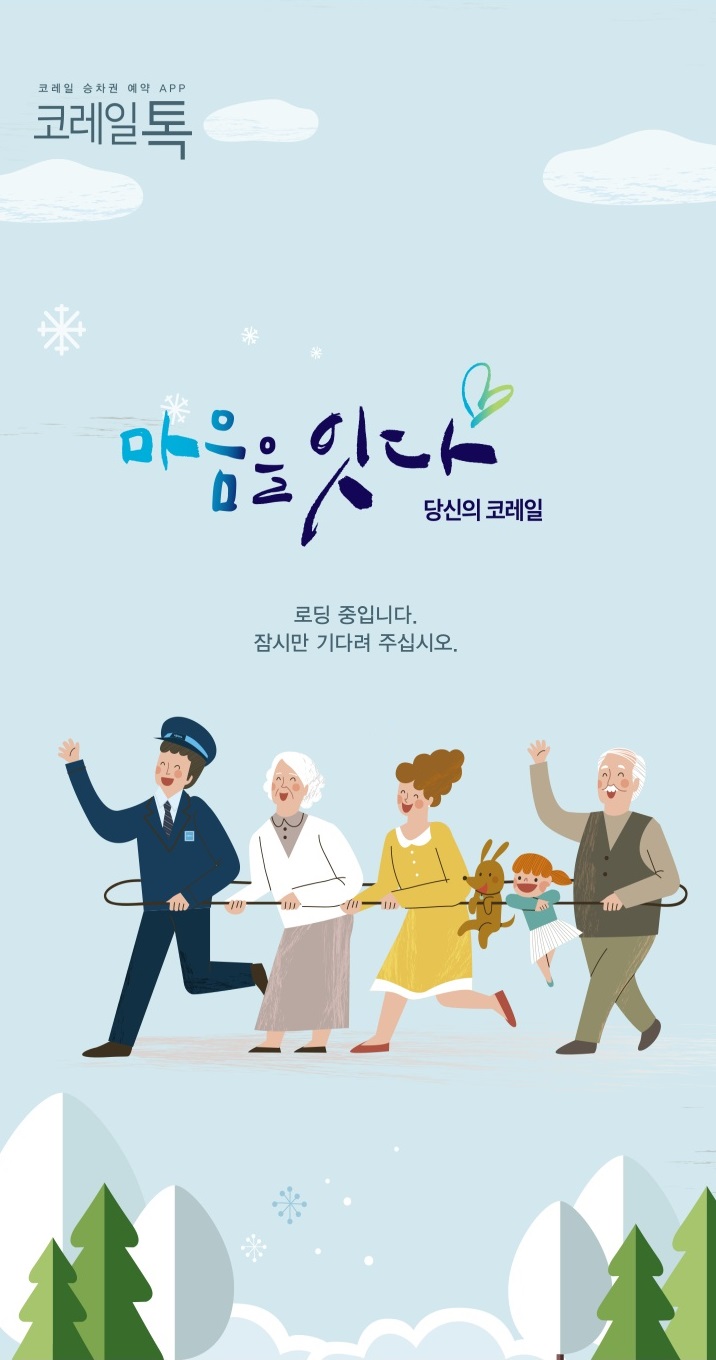 코레일 승차권 예약 APP
코레일톡
마음을 잇다
당신의 코레일
로딩 중입니다.
잠시만 기다려 주십시오.